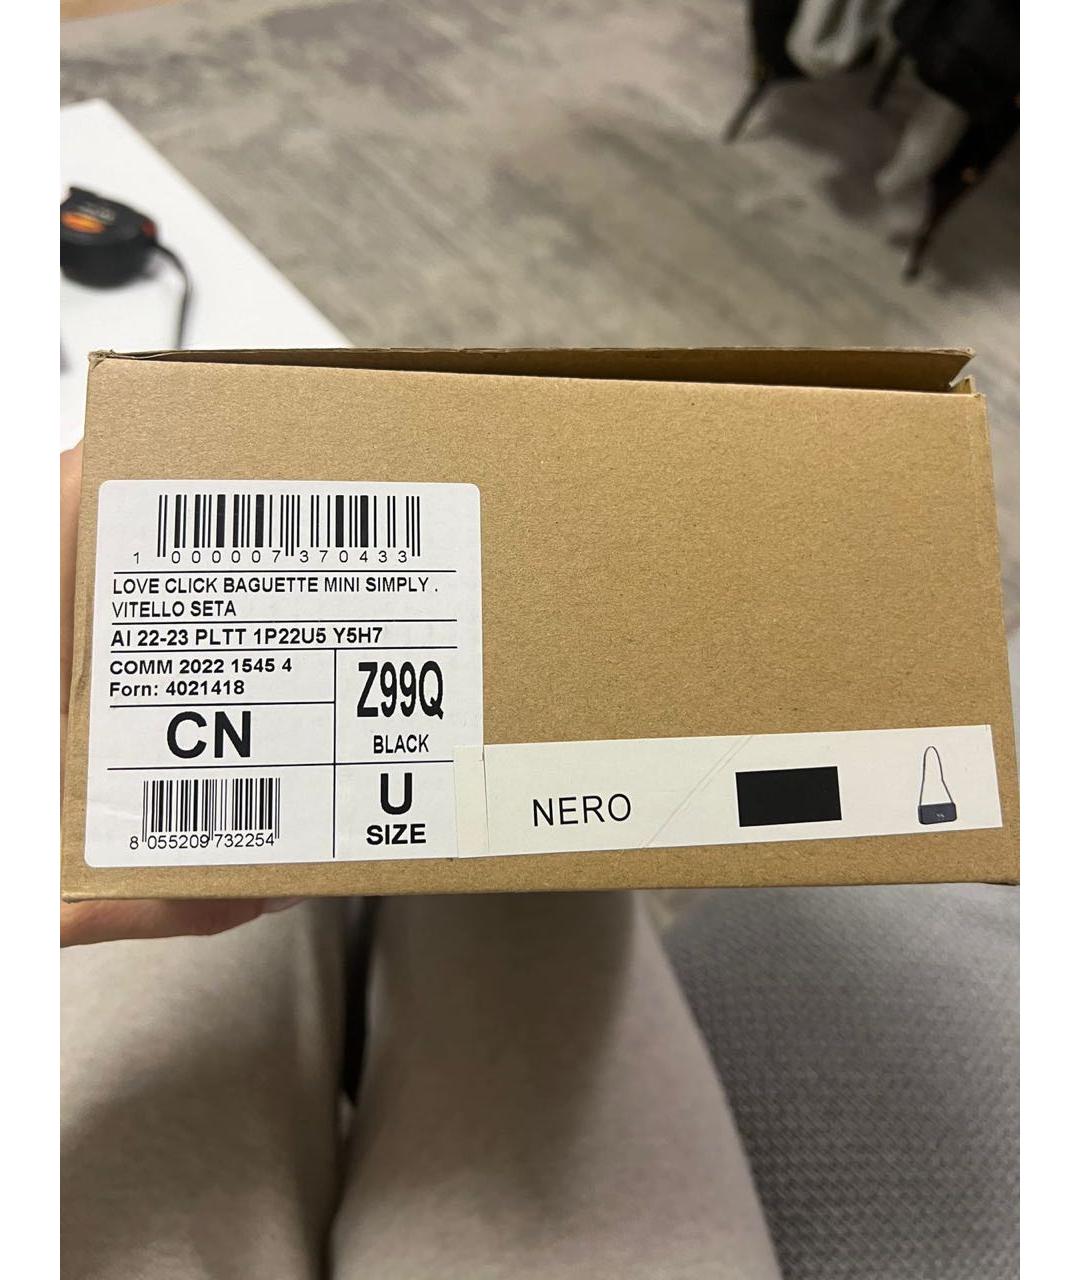 1 000007 370433
LOVE CLICK BAGUETTE MINI SIMPLY .
VITELLO SETA
AI 22-23 PLTT 1P22U5 Y5H7
COMM 2022 1545 4
Forn: 4021418
CN
Z99Q
BLACK
8 055209 732254
U
SIZE
NERO